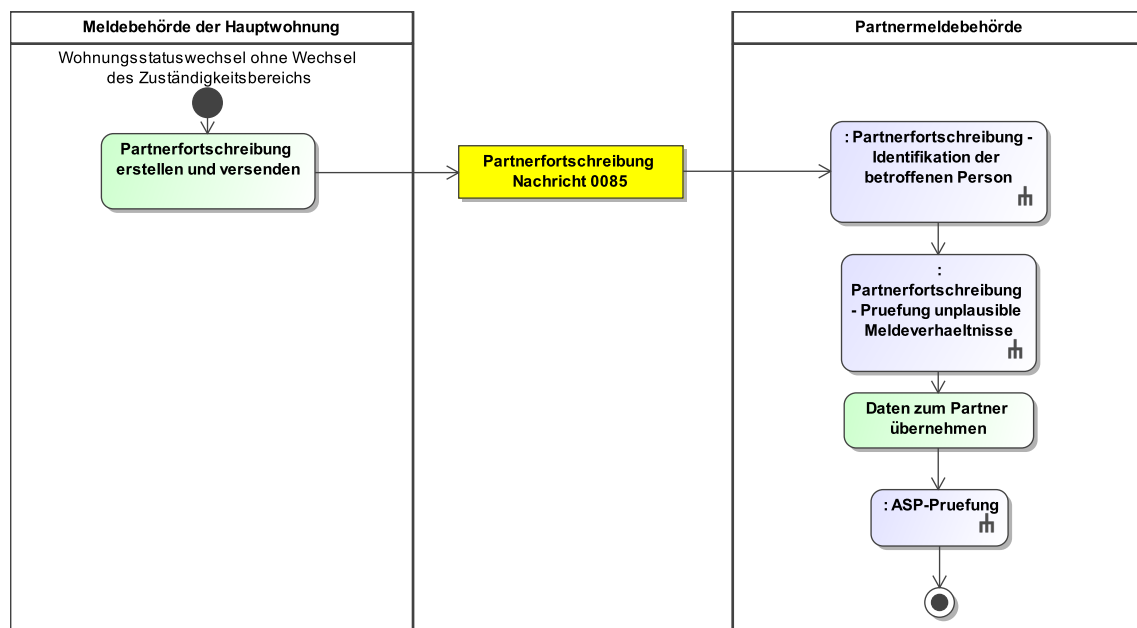 Meldebehörde der Hauptwohnung
Wohnungsstatuswechsel ohne Wechsel
des Zuständigkeitsbereichs
Partnerfortschreibung
erstellen und versenden
Partnerfortschreibung
Nachricht 0085
Partnermeldebehörde
: Partnerfortschreibung -
Identifikation der
betroffenen Person
:
Partnerfortschreibung
- Pruefung unplausible
Meldeverhaeltnisse
Daten zum Partner
übernehmen
: ASP-Pruefung